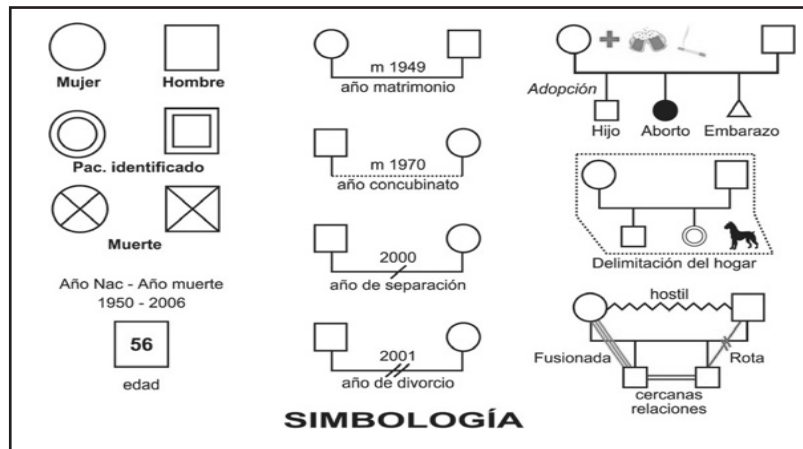 Mujer
Hombre
Pac. identificado
Muerte
Año Nac - Año muerte
1950 - 2006
56
edad
m 1949
año matrimonio
m 1970
año concubinato
2000
año de separación
2001
año de divorcio
Adopción
Hijo
Aborto
Embarazo
Delimitación del hogar
hostil
Fusionada
Rota
cercanas
relaciones
SIMBOLOGÍA